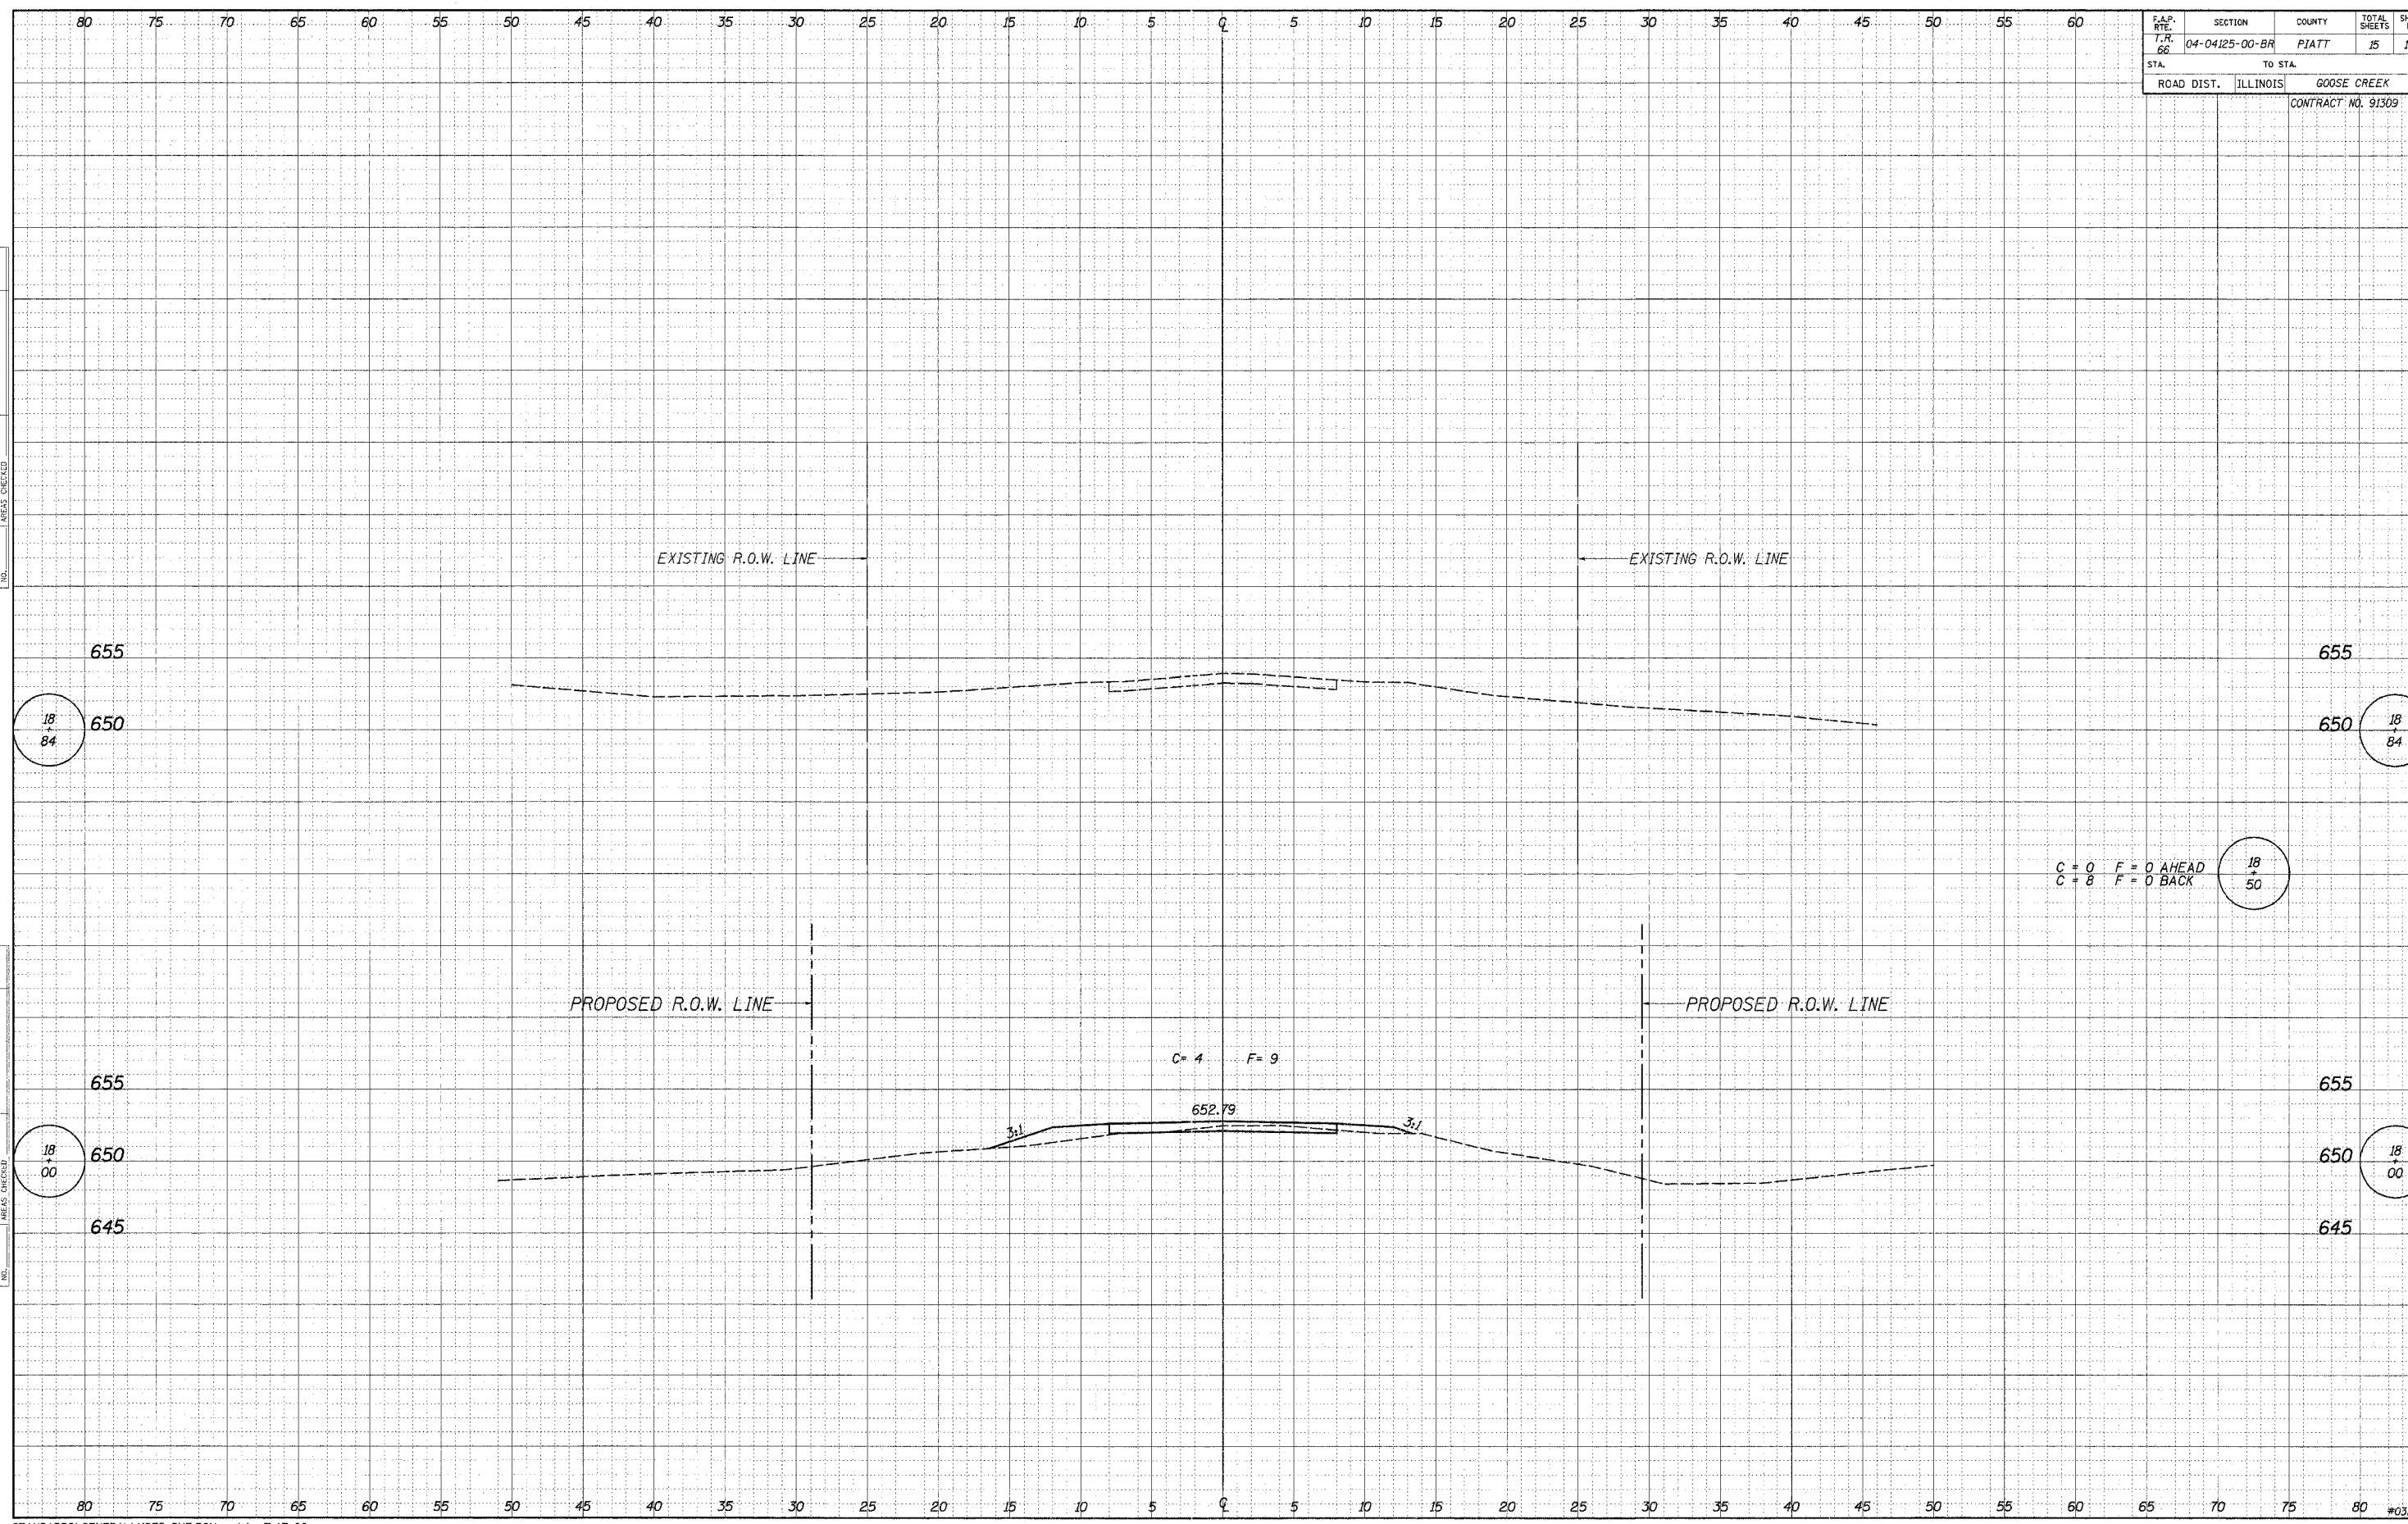 80 75 70 65 60 55 50 45 40 35 30 25 20 15 10 5 ℄ 5 10 15 20 25 30 35 40 45 50 55 60
F.A.P. RTE. SECTION COUNTY TOTAL SHEETS
T.R. 66 04-04125-00-BR PIATT 15
STA. TO STA.
ROAD DIST. ILLINOIS GOOSE CREEK
CONTRACT NO. 91309
AREAS CHECKED
NO.
EXISTING R.O.W. LINE EXISTING R.O.W. LINE
655 655
18 + 84 650 650 18 + 84
C = 0 F = 0 AHEAD
C = 8 F = 0 BACK
18 + 50
PROPOSED R.O.W. LINE PROPOSED R.O.W. LINE
C= 4 F= 9
655 655
652.79
3:1 3:1
18 + 00 650 650 18 + 00
645 645
AREAS CHECKED
NO.
80 75 70 65 60 55 50 45 40 35 30 25 20 15 10 5 ℄ 5 10 15 20 25 30 35 40 45 50 55 60 65 70 75 80